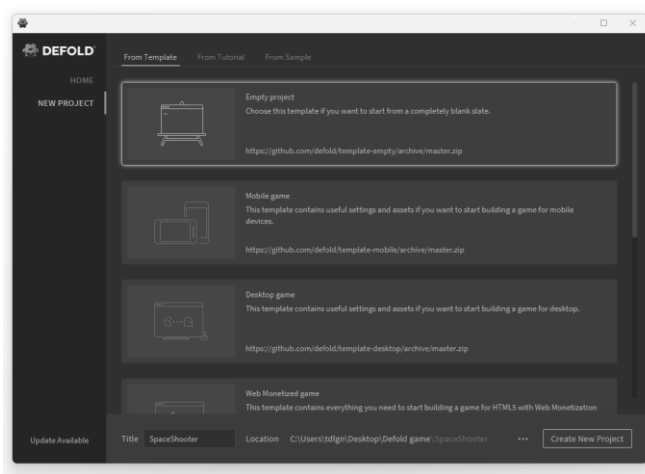 DEFOLD
HOME
NEW PROJECT
From Template From Tutorial From Sample
Empty project
Choose this template if you want to start from a completely blank slate.
https://github.com/defold/template-empty/archive/master.zip
Mobile game
This template contains useful settings and assets if you want to start building a game for mobile
devices.
https://github.com/defold/template-mobile/archive/master.zip
Desktop game
This template contains useful settings and assets if you want to start building a game for desktop.
https://github.com/defold/template-desktop/archive/master.zip
Web Monetized game
This template contains everything you need to start building a game for HTML5 with Web Monetization
Update Available
Title SpaceShooter Location C:\Users\tdlgn\Desktop\Defold game\SpaceShooter ••• Create New Project